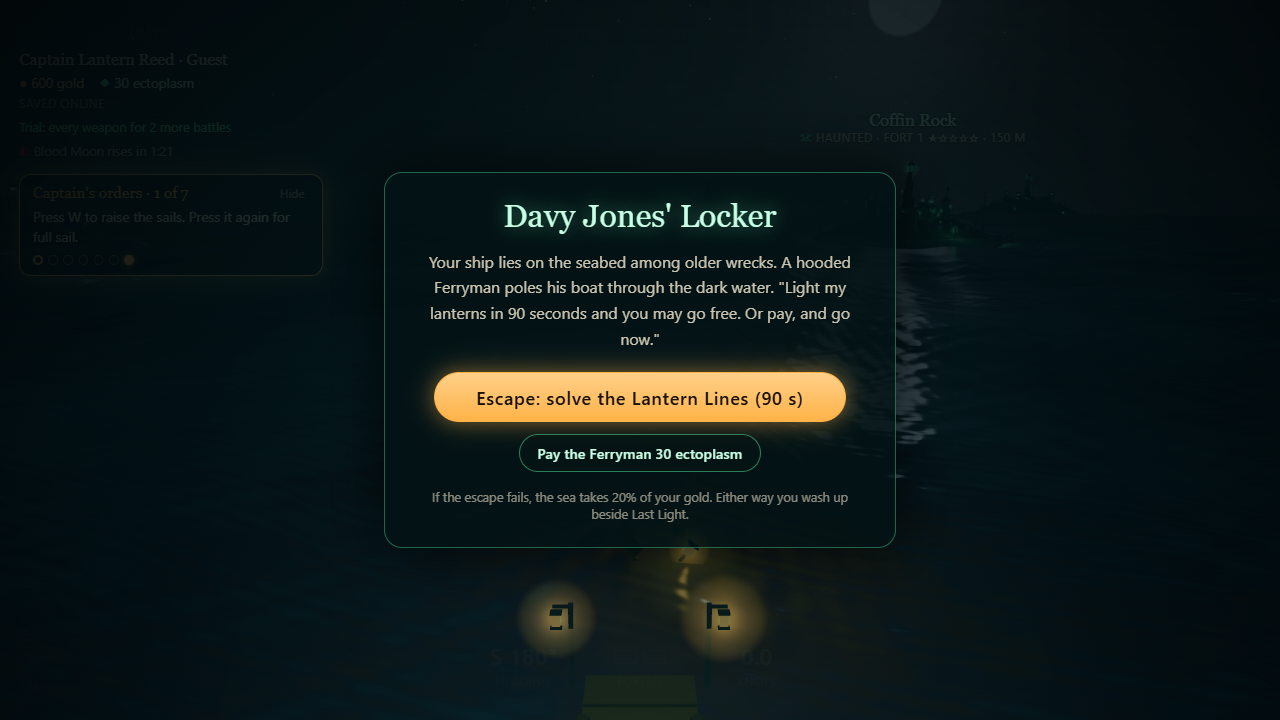 Captain Lantern Reed · Guest
600 gold 30 ectoplasm
SAVED ONLINE
Trial: every weapon for 2 more battles
Blood Moon rises in 1:21
Captain's orders · 1 of 7 Hide
Press W to raise the sails. Press it again for
full sail.
Coffin Rock
HAUNTED · FORT 1 ★☆☆☆☆ · 150 M
Davy Jones' Locker
Your ship lies on the seabed among older wrecks. A hooded
Ferryman poles his boat through the dark water. "Light my
lanterns in 90 seconds and you may go free. Or pay, and go
now."
Escape: solve the Lantern Lines (90 s)
Pay the Ferryman 30 ectoplasm
If the escape fails, the sea takes 20% of your gold. Either way you wash up
beside Last Light.
S 180 0.0